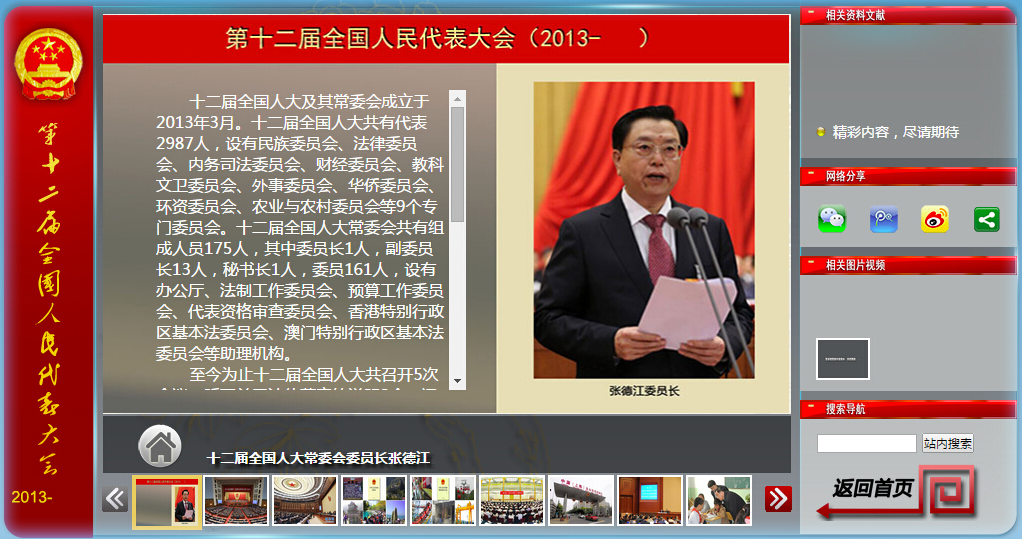 第十二届全国人民代表大会
2013-
第十二届全国人民代表大会（2013- ）
十二届全国人大及其常委会成立于
2013年3月。十二届全国人大共有代表
2987人，设有民族委员会、法律委员
会、内务司法委员会、财经委员会、教科
文卫委员会、外事委员会、华侨委员会、
环资委员会、农业与农村委员会等9个专
门委员会。十二届全国人大常委会共有组
成人员175人，其中委员长1人，副委员
长13人，秘书长1人，委员161人，设有
办公厅、法制工作委员会、预算工作委员
会、代表资格审查委员会、香港特别行政
区基本法委员会、澳门特别行政区基本法
委员会等助理机构。
至今为止十二届全国人大共召开5次
张德江委员长
十二届全国人大常委会委员长张德江
相关资料文献
精彩内容，尽请期待
网络分享
相关图片视频
搜索导航
站内搜索
返回首页